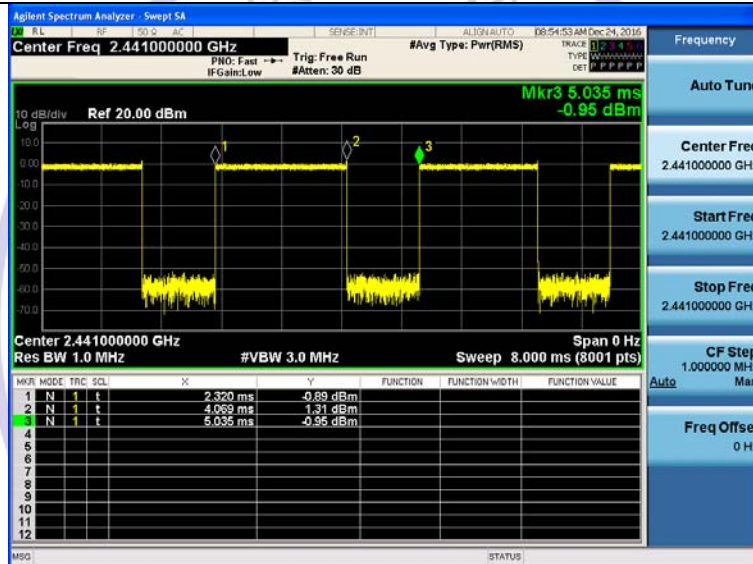 Agilent Spectrum Analyzer - Swept SA
RL RF 50 Ω AC SENSE:INT ALIGN AUTO 08:54:53 AM Dec 24, 2016
Center Freq 2.441000000 GHz
#Avg Type: Pwr(RMS)
TRACE 1 2 3 4 5 6
PNO: Fast Trig: Free Run
TYPE
IFGain:Low #Atten: 30 dB
DET P P P P P P
Mkr3 5.035 ms
-0.95 dBm
10 dB/div Ref 20.00 dBm
Log
10.0
0.00
-10.0
-20.0
-30.0
-40.0
-50.0
-60.0
-70.0
1
2
3
Center 2.441000000 GHz Span 0 Hz
Res BW 1.0 MHz #VBW 3.0 MHz Sweep 8.000 ms (8001 pts)
MKR MODE TRC SCL X Y FUNCTION FUNCTION WIDTH FUNCTION VALUE
1 N 1 t 2.320 ms -0.89 dBm
2 N 1 t 4.069 ms 1.31 dBm
3 N 1 t 5.035 ms -0.95 dBm
4
5
6
7
8
9
10
11
12
MSG STATUS
Frequency
Auto Tun
Center Fre
2.441000000 GH
Start Fre
2.441000000 GH
Stop Fre
2.441000000 GH
CF Step
1.000000 MH
Auto Ma
Freq Offse
0 H